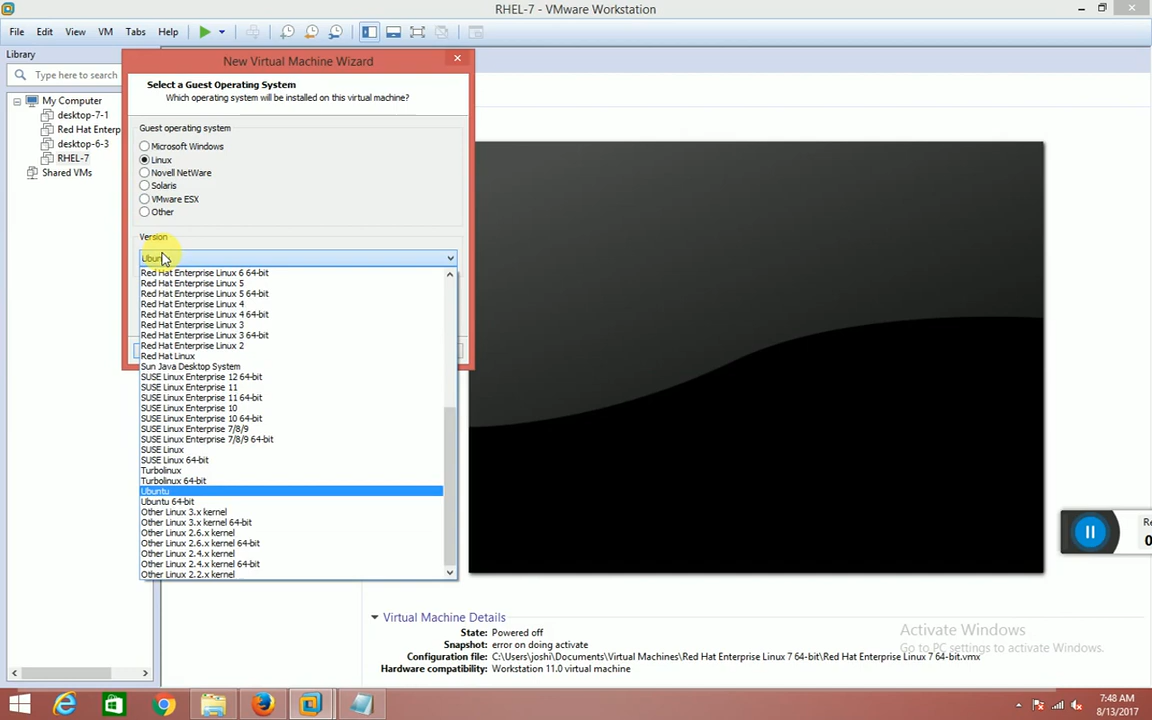 RHEL-7 - VMware Workstation
File Edit View VM Tabs Help
Library
Type here to search
My Computer
desktop-7-1
Red Hat Enterp
desktop-6-3
RHEL-7
Shared VMs
New Virtual Machine Wizard
Select a Guest Operating System
Which operating system will be installed on this virtual machine?
Guest operating system
Microsoft Windows
Linux
Novell NetWare
Solaris
VMware ESX
Other
Version
Red Hat Enterprise Linux 6 64-bit
Red Hat Enterprise Linux 5
Red Hat Enterprise Linux 5 64-bit
Red Hat Enterprise Linux 4
Red Hat Enterprise Linux 4 64-bit
Red Hat Enterprise Linux 3
Red Hat Enterprise Linux 3 64-bit
Red Hat Enterprise Linux 2
Red Hat Linux
Sun Java Desktop System
SUSE Linux Enterprise 12 64-bit
SUSE Linux Enterprise 11
SUSE Linux Enterprise 11 64-bit
SUSE Linux Enterprise 10
SUSE Linux Enterprise 10 64-bit
SUSE Linux Enterprise 7/8/9
SUSE Linux Enterprise 7/8/9 64-bit
SUSE Linux
SUSE Linux 64-bit
Turbolinux
Turbolinux 64-bit
Ubuntu
Ubuntu 64-bit
Other Linux 3.x kernel
Other Linux 3.x kernel 64-bit
Other Linux 2.6.x kernel
Other Linux 2.6.x kernel 64-bit
Other Linux 2.4.x kernel
Other Linux 2.4.x kernel 64-bit
Other Linux 2.2.x kernel
Re
0
Virtual Machine Details
State: Powered off
Snapshot: error on doing activate
Configuration file: C:\Users\joshi\Documents\Virtual Machines\Red Hat Enterprise Linux 7 64-bit\Red Hat Enterprise Linux 7 64-bit.vmx
Hardware compatibility: Workstation 11.0 virtual machine
Activate Windows
Go to PC settings to activate Windows.
7:48 AM
8/13/2017